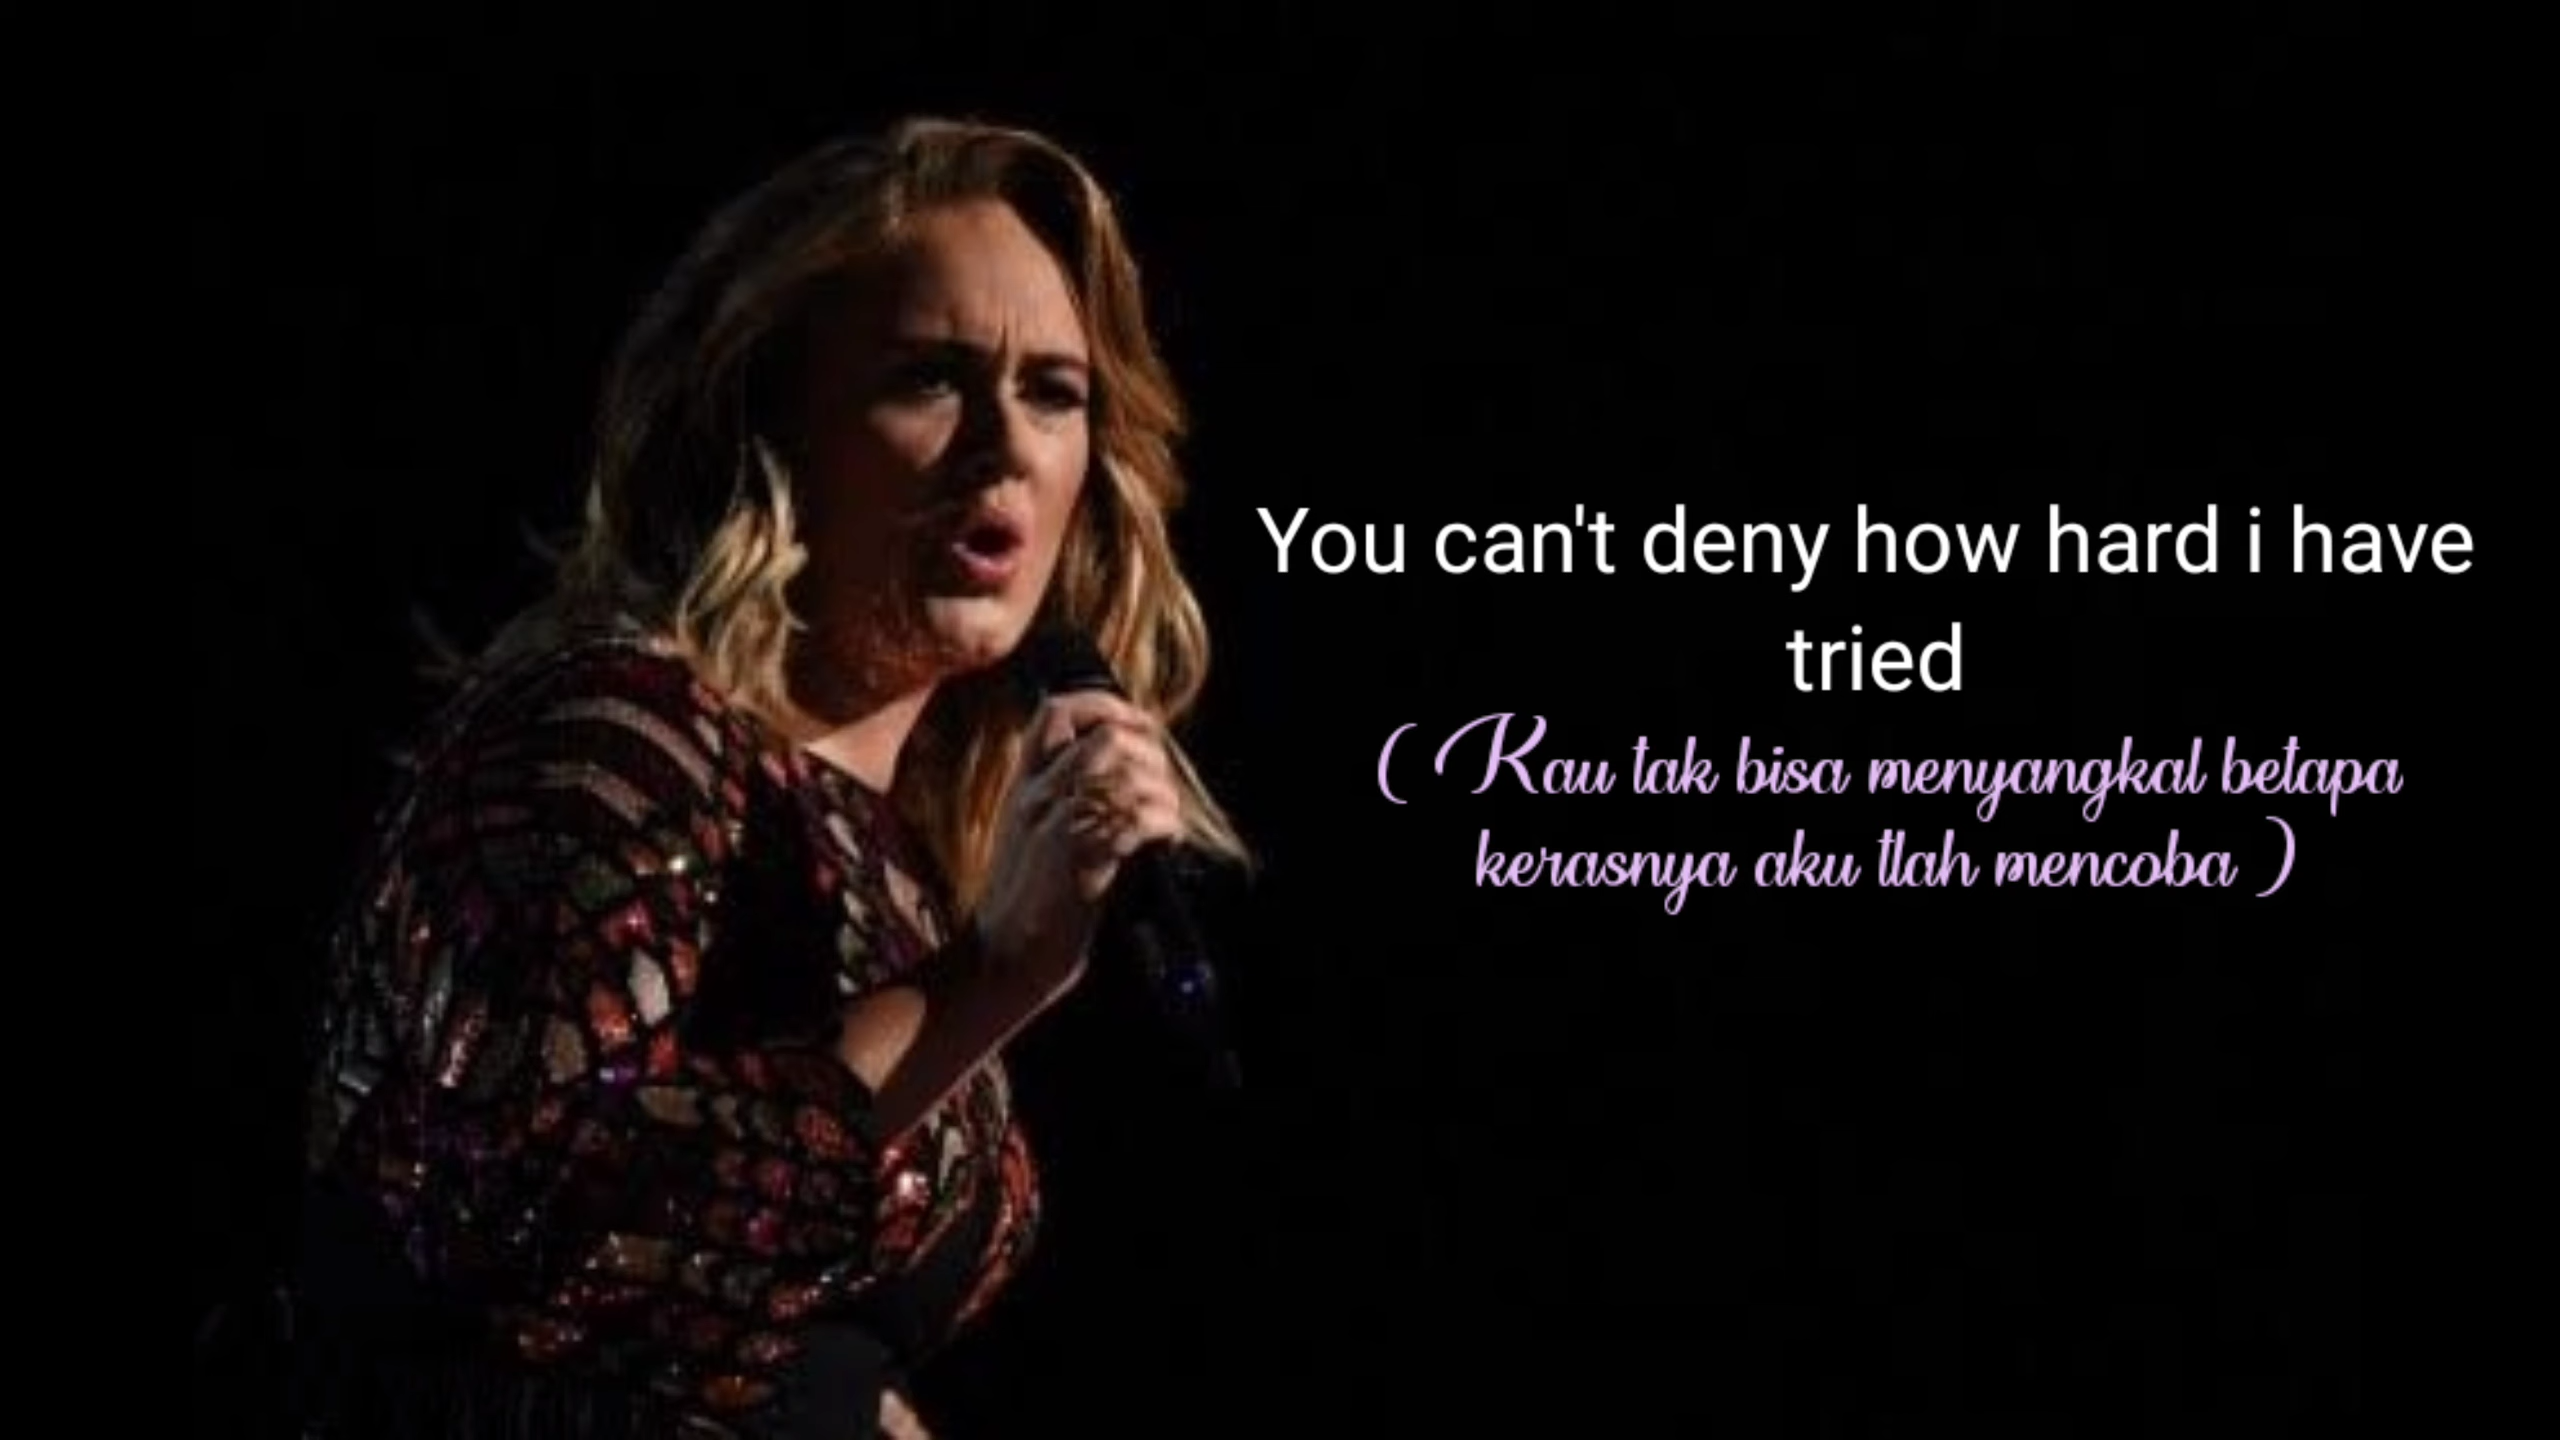 You can't deny how hard i have
tried
( Kau tak bisa menyangkal betapa
kerasnya aku tlah mencoba )